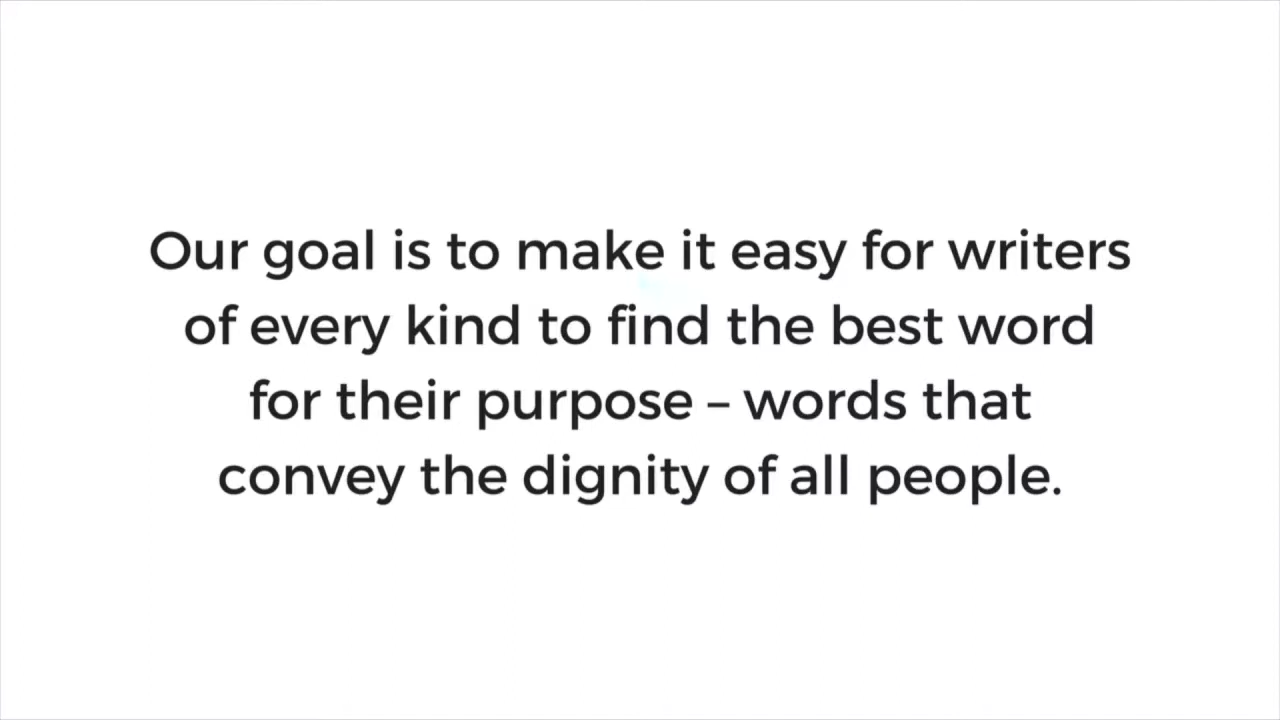 Our goal is to make it easy for writers
of every kind to find the best word
for their purpose – words that
convey the dignity of all people.